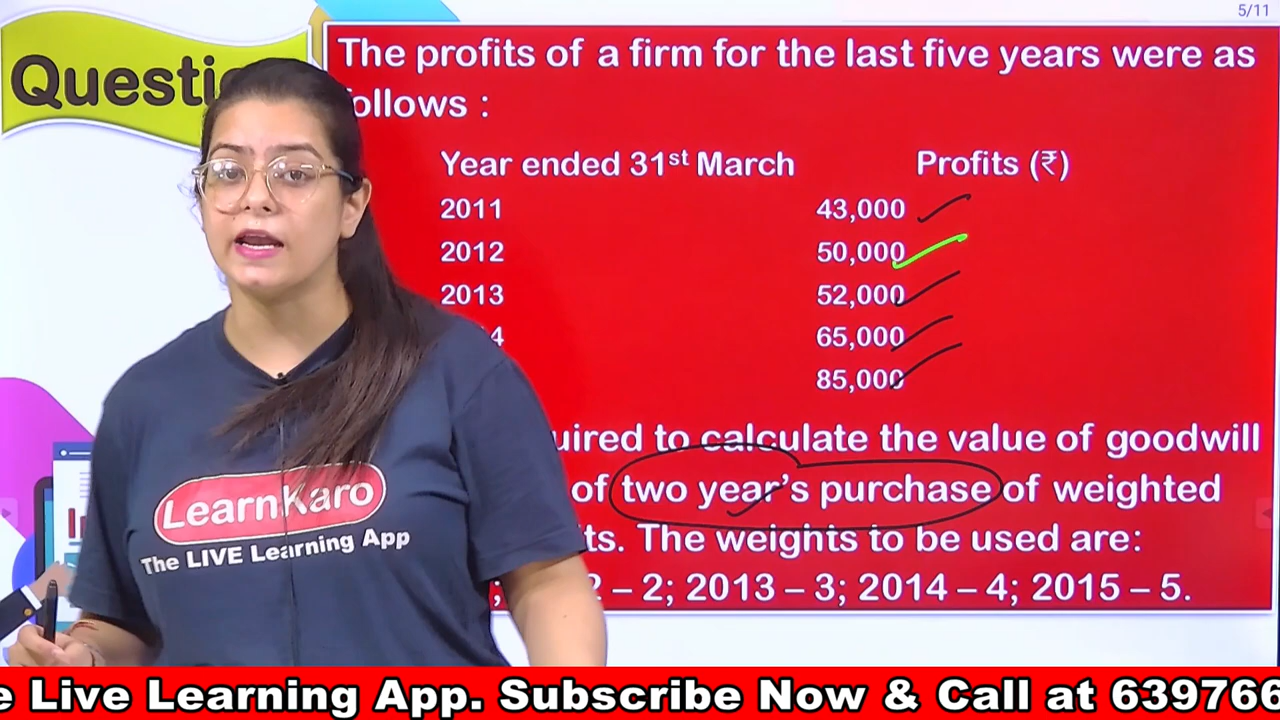 5/11
Questi
The profits of a firm for the last five years were as
ollows :
Year ended 31st March Profits (₹)
2011 43,000
2012 50,000
2013 52,000
4 65,000
85,000
uired to calculate the value of goodwill
of two year's purchase of weighted
ts. The weights to be used are:
; 2 – 2; 2013 – 3; 2014 – 4; 2015 – 5.
LearnKaro
The LIVE Learning App
e Live Learning App. Subscribe Now & Call at 639766